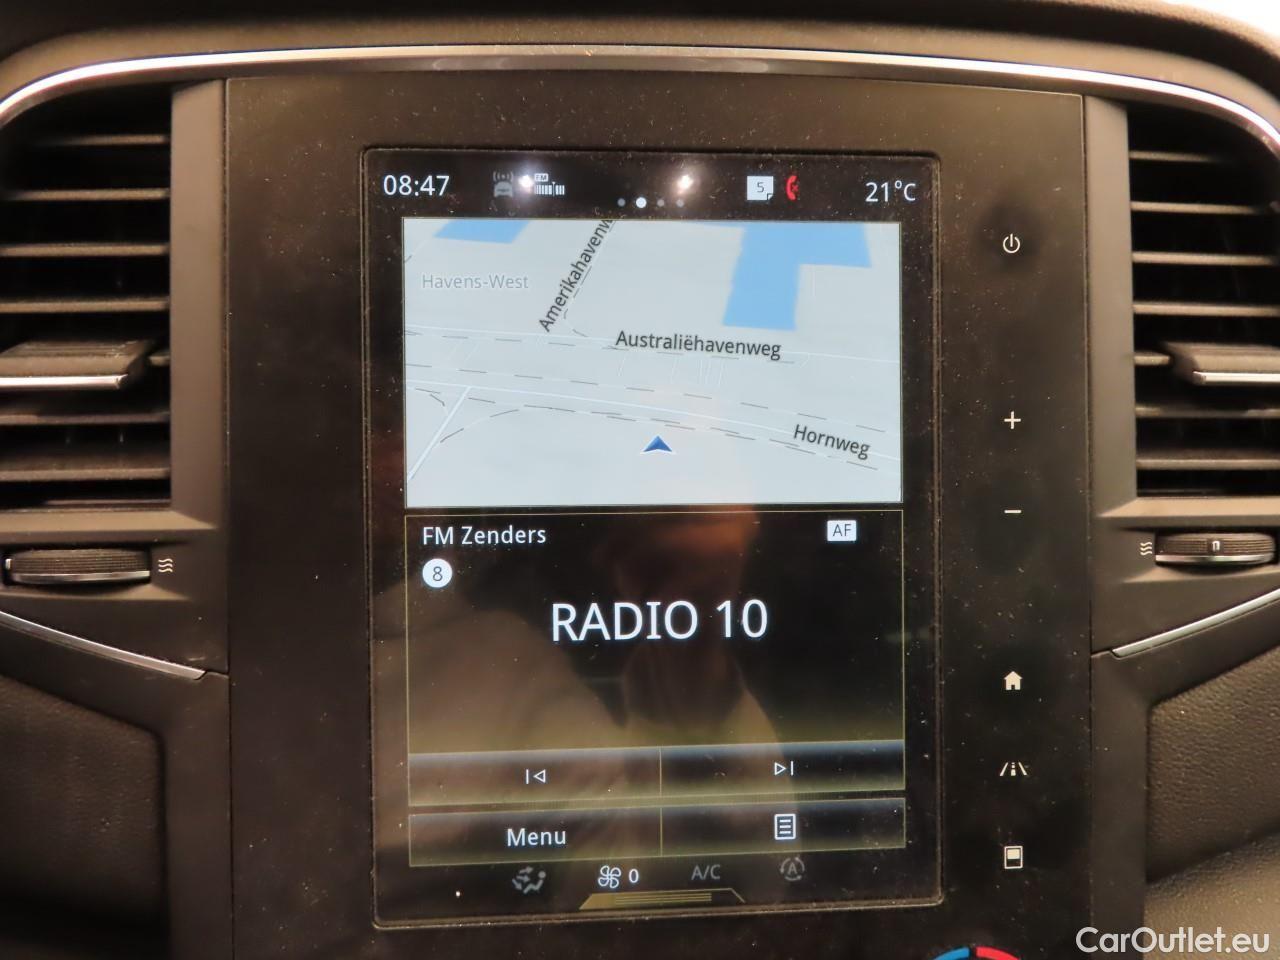 08:47
FM
5
21°C
Havens-West
Amerikahavenw
Australiëhavenweg
Hornweg
FM Zenders
AF
8
RADIO 10
Menu
0
A/C
A
CarOutlet.eu